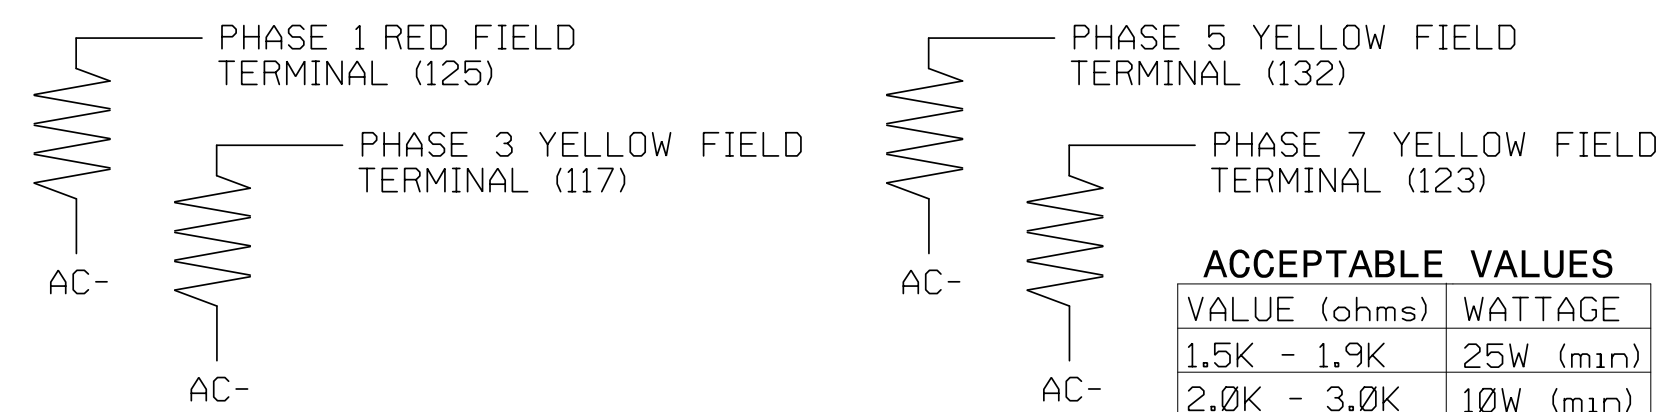 PHASE 1 RED FIELD
TERMINAL (125)
PHASE 3 YELLOW FIELD
TERMINAL (117)
AC-
AC-
PHASE 5 YELLOW FIELD
TERMINAL (132)
PHASE 7 YELLOW FIELD
TERMINAL (123)
AC-
AC-
ACCEPTABLE VALUES
VALUE (ohms) WATTAGE
1.5K - 1.9K 25W (min)
2.0K - 3.0K 10W (min)